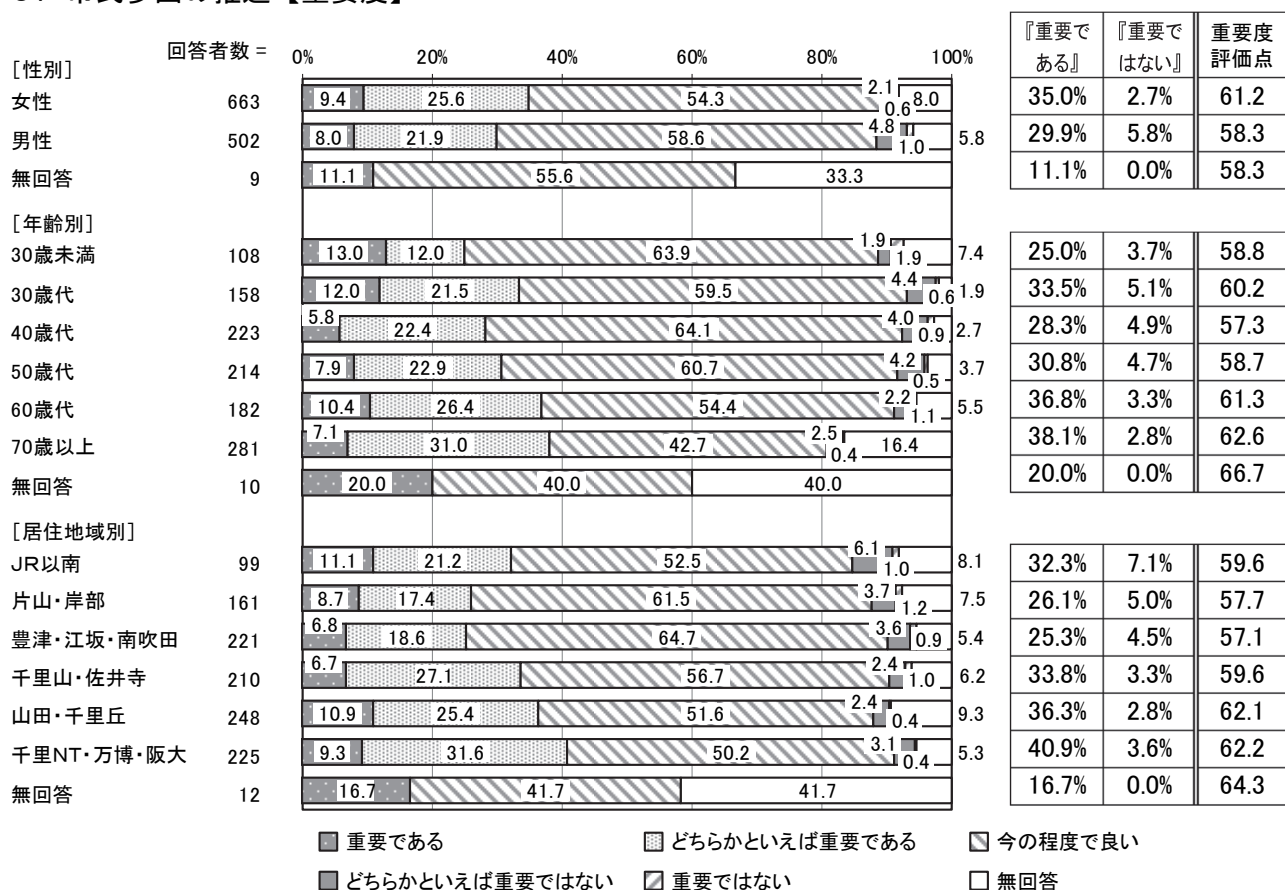 0% 20% 40% 60% 80% 100%
『重要で ある』 『重要で はない』 重要度 評価点
回答者数 =
[性別]
女性 663 9.4 25.6 54.3 2.1 0.6 8.0 35.0% 2.7% 61.2
男性 502 8.0 21.9 58.6 4.8 1.0 5.8 29.9% 5.8% 58.3
無回答 9 11.1 55.6 33.3 11.1% 0.0% 58.3
[年齢別]
30歳未満 108 13.0 12.0 63.9 1.9 1.9 7.4 25.0% 3.7% 58.8
30歳代 158 12.0 21.5 59.5 4.4 0.6 1.9 33.5% 5.1% 60.2
40歳代 223 5.8 22.4 64.1 4.0 0.9 2.7 28.3% 4.9% 57.3
50歳代 214 7.9 22.9 60.7 4.2 0.5 3.7 30.8% 4.7% 58.7
60歳代 182 10.4 26.4 54.4 2.2 1.1 5.5 36.8% 3.3% 61.3
70歳以上 281 7.1 31.0 42.7 2.5 0.4 16.4 38.1% 2.8% 62.6
無回答 10 20.0 40.0 40.0 20.0% 0.0% 66.7
[居住地域別]
JR以南 99 11.1 21.2 52.5 6.1 1.0 8.1 32.3% 7.1% 59.6
片山・岸部 161 8.7 17.4 61.5 3.7 1.2 7.5 26.1% 5.0% 57.7
豊津・江坂・南吹田 221 6.8 18.6 64.7 3.6 0.9 5.4 25.3% 4.5% 57.1
千里山・佐井寺 210 6.7 27.1 56.7 2.4 1.0 6.2 33.8% 3.3% 59.6
山田・千里丘 248 10.9 25.4 51.6 2.4 0.4 9.3 36.3% 2.8% 62.1
千里NT・万博・阪大 225 9.3 31.6 50.2 3.1 0.4 5.3 40.9% 3.6% 62.2
無回答 12 16.7 41.7 41.7 16.7% 0.0% 64.3
重要である どちらかといえば重要である 今の程度で良い
どちらかといえば重要ではない 重要ではない 無回答